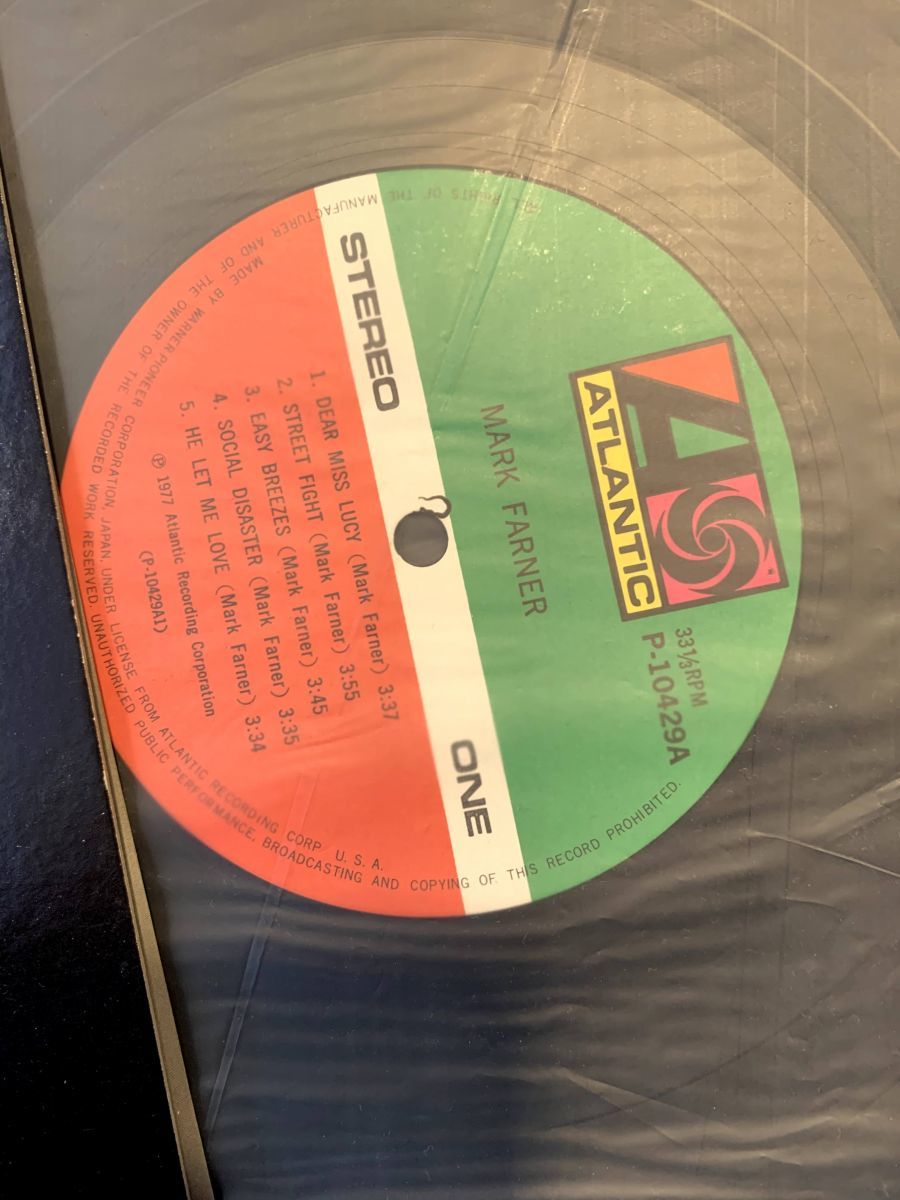 ATLANTIC
33⅓RPM
P-10429A
MARK FARNER
STEREO
ONE
1. DEAR MISS LUCY (Mark Farner) 3:37
2. STREET FIGHT (Mark Farner) 3:55
3. EASY BREEZES (Mark Farner) 3:45
4. SOCIAL DISASTER (Mark Farner) 3:35
5. HE LET ME LOVE (Mark Farner) 3:34
Ⓟ 1977 Atlantic Recording Corporation
(P-10429A1)
MADE BY WARNER-PIONEER CORPORATION, JAPAN, UNDER LICENSE FROM ATLANTIC RECORDING CORP. U. S. A.
ALL RIGHTS OF THE MANUFACTURER AND OF THE OWNER OF THE RECORDED WORK RESERVED. UNAUTHORIZED PUBLIC PERFORMANCE, BROADCASTING AND COPYING OF THIS RECORD PROHIBITED.